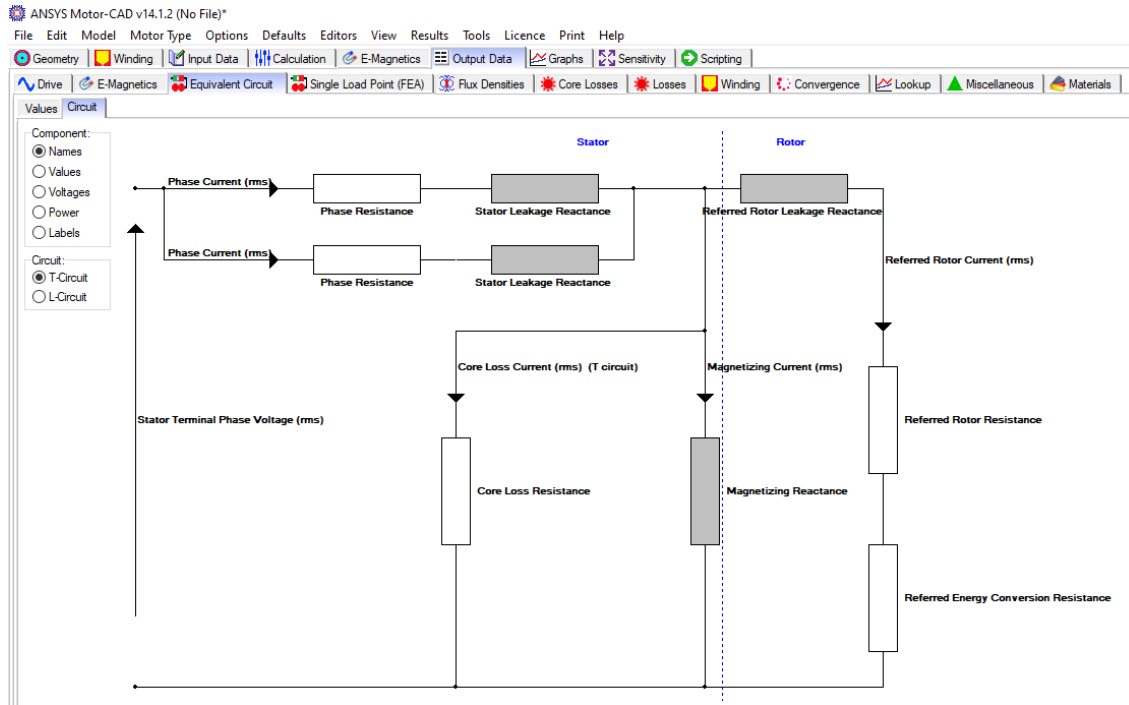 ANSYS Motor-CAD v14.1.2 (No File)*
File Edit Model Motor Type Options Defaults Editors View Results Tools Licence Print Help
Geometry Winding Input Data Calculation E-Magnetics Output Data Graphs Sensitivity Scripting
Drive E-Magnetics Equivalent Circuit Single Load Point (FEA) Flux Densities Core Losses Losses Winding Convergence Lookup Miscellaneous Materials
Values Circuit
Component:
Names
Values
Voltages
Power
Labels
Circuit:
T-Circuit
L-Circuit
Stator Rotor
Phase Current (rms)
Phase Resistance Stator Leakage Reactance Referred Rotor Leakage Reactance
Phase Current (rms) Referred Rotor Current (rms)
Phase Resistance Stator Leakage Reactance
Core Loss Current (rms) (T circuit) Magnetizing Current (rms)
Stator Terminal Phase Voltage (rms) Referred Rotor Resistance
Core Loss Resistance Magnetizing Reactance
Referred Energy Conversion Resistance